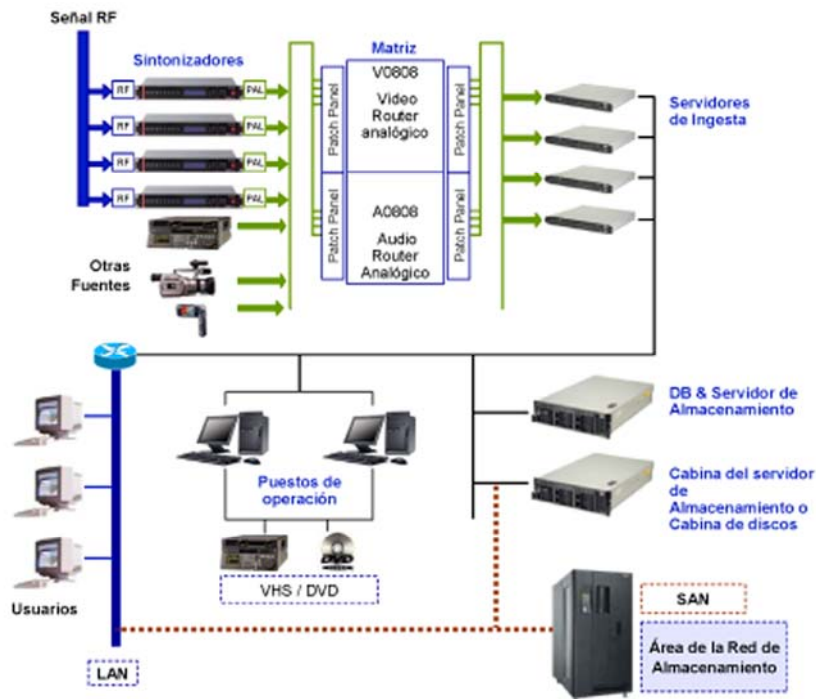 Señal RF
Sintonizadores
RF
PAL
RF
PAL
RF
PAL
RF
PAL
Otras
Fuentes
Matriz
Patch Panel
V0808
Video
Router
analógico
Patch Panel
Patch Panel
A0808
Audio
Router
Analógico
Patch Panel
Servidores
de Ingesta
DB & Servidor de
Almacenamiento
Cabina del servidor
de
Almacenamiento o
Cabina de discos
Puestos de
operación
DVD
VHS / DVD
Usuarios
LAN
SAN
Área de la Red de
Almacenamiento